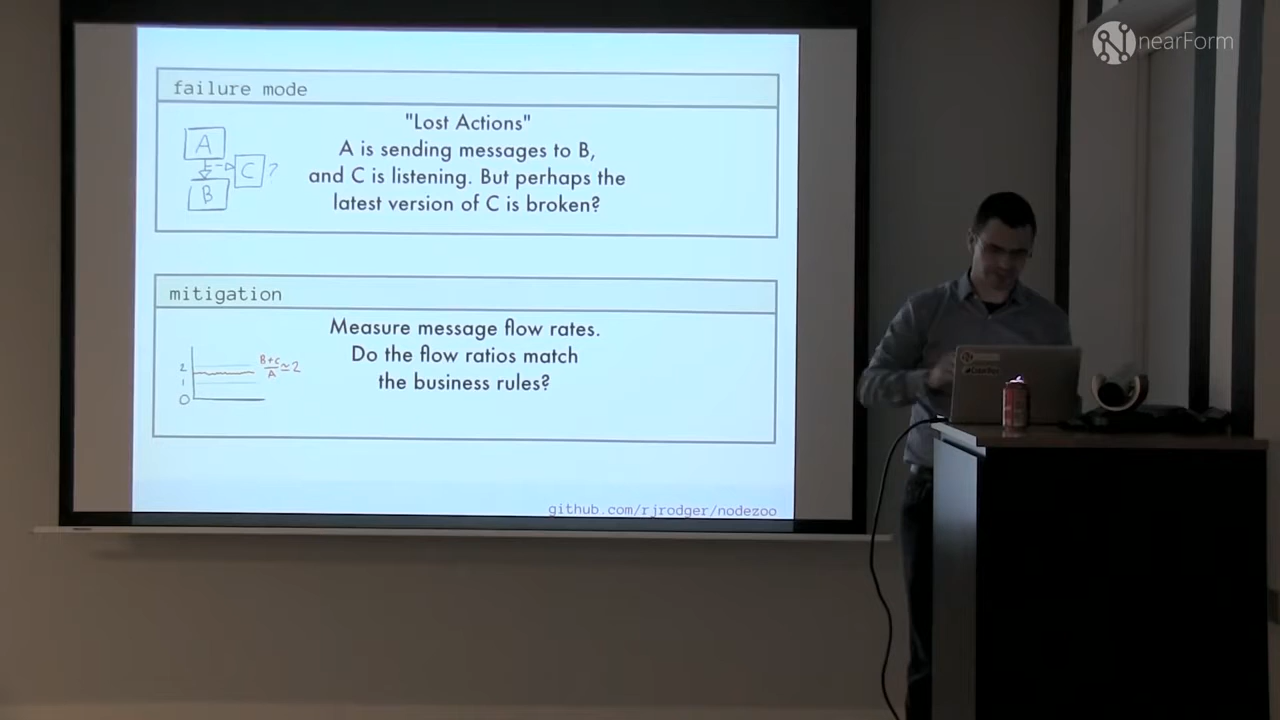 nearForm
failure mode
"Lost Actions"
A is sending messages to B,
and C is listening. But perhaps the
latest version of C is broken?
A
C ?
B
mitigation
Measure message flow rates.
Do the flow ratios match
the business rules?
2
1
0
B+C
A
≃2
github.com/rjrodger/nodezoo